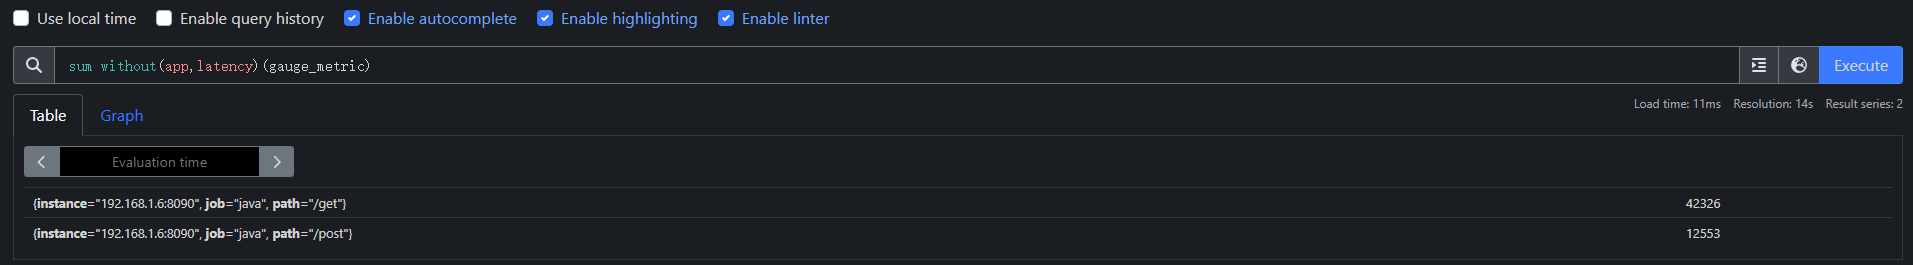 Use local time Enable query history Enable autocomplete Enable highlighting Enable linter
sum without(app,latency)(gauge_metric) Execute
Table Graph Load time: 11ms Resolution: 14s Result series: 2
Evaluation time
{instance="192.168.1.6:8090", job="java", path="/get"} 42326
{instance="192.168.1.6:8090", job="java", path="/post"} 12553